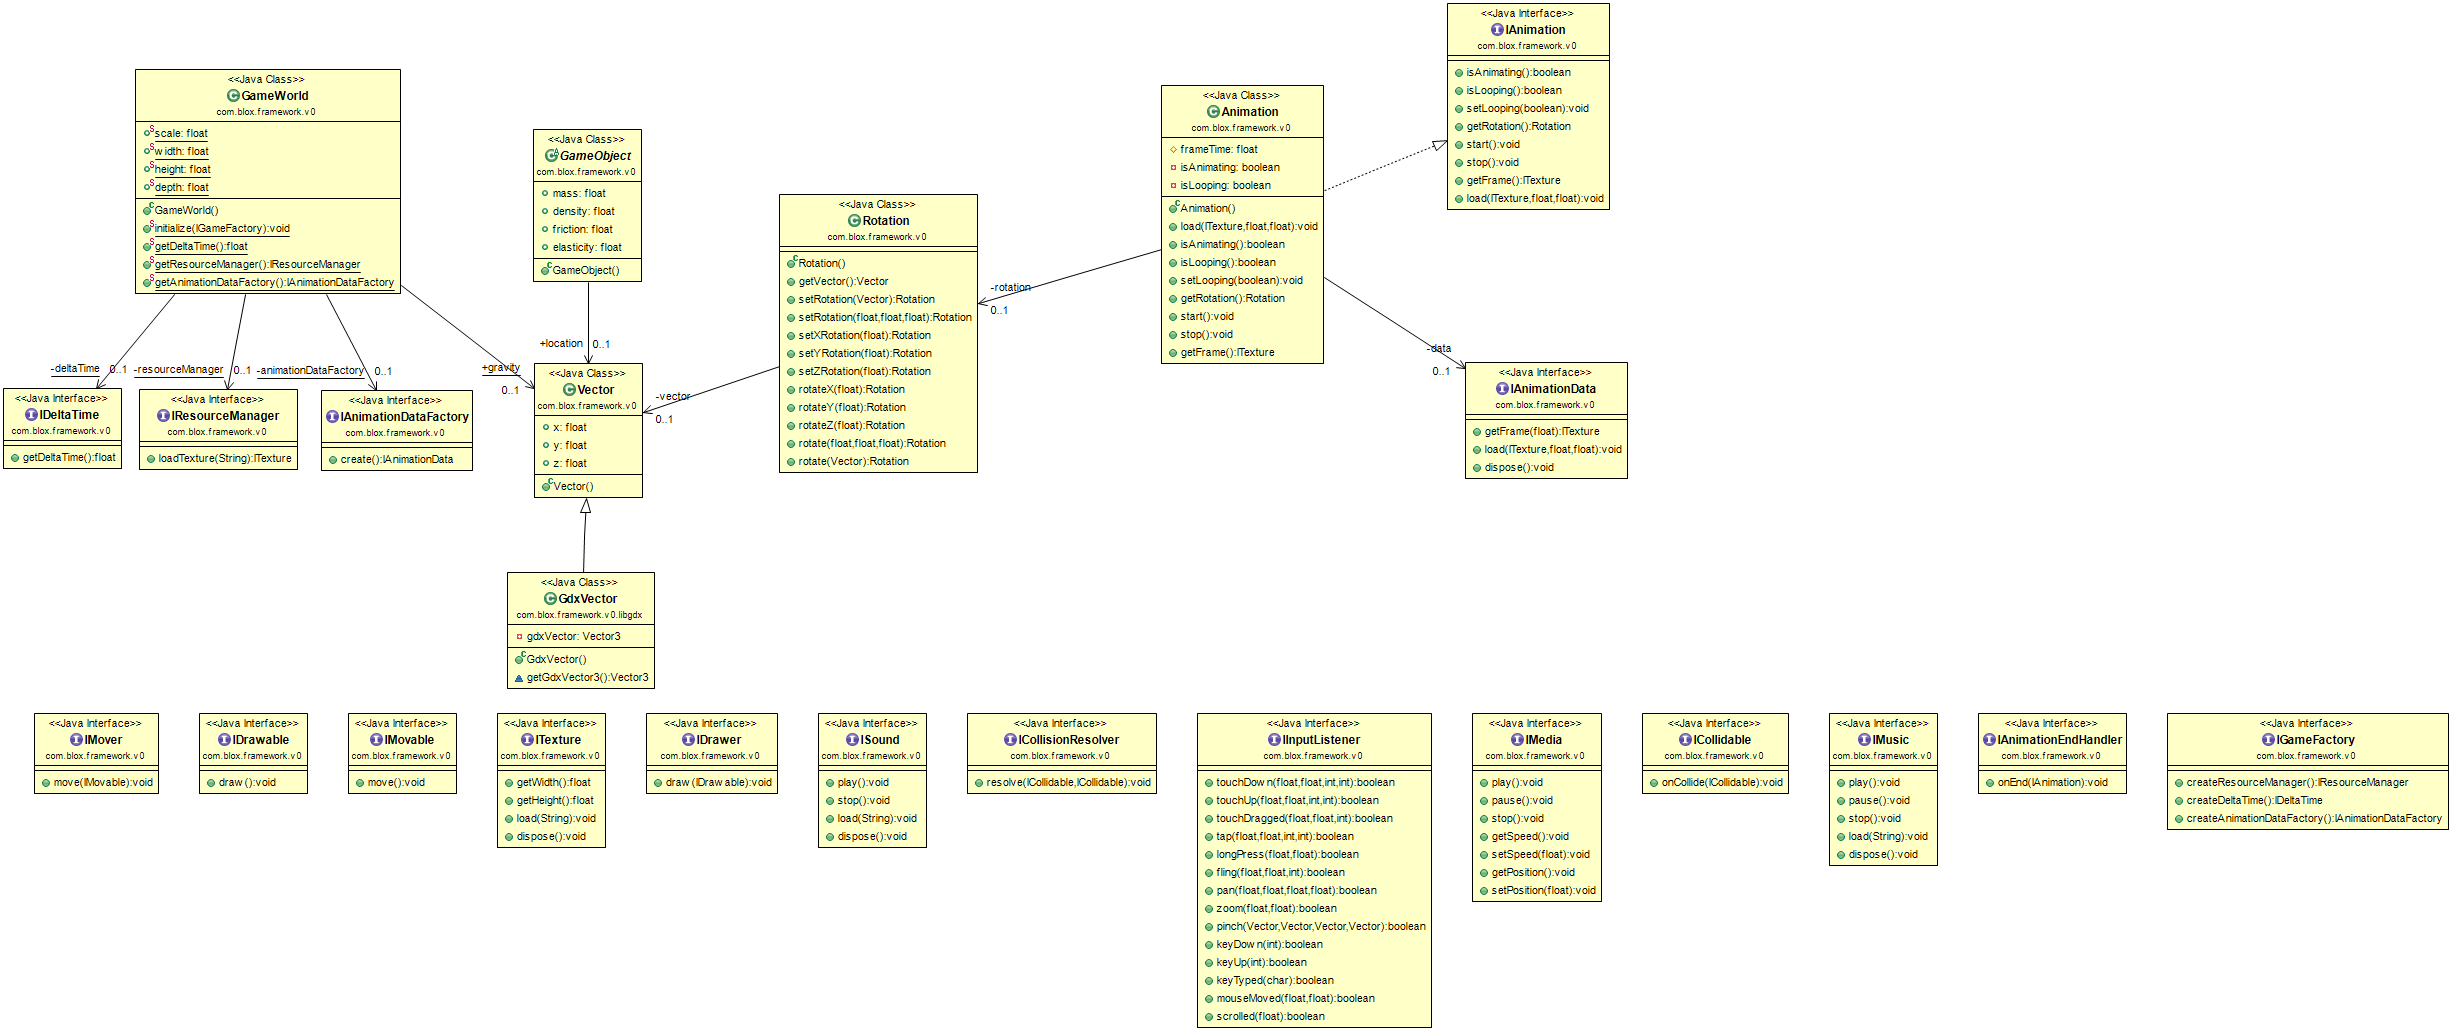 <<Java Interface>>
IAnimation
com.blox.framework.v0
isAnimating():boolean
isLooping():boolean
setLooping(boolean):void
getRotation():Rotation
start():void
stop():void
getFrame():ITexture
load(ITexture,float,float):void
<<Java Class>>
GameWorld
com.blox.framework.v0
scale: float
width: float
height: float
depth: float
GameWorld()
initialize(IGameFactory):void
getDeltaTime():float
getResourceManager():IResourceManager
getAnimationDataFactory():IAnimationDataFactory
<<Java Class>>
GameObject
com.blox.framework.v0
mass: float
density: float
friction: float
elasticity: float
GameObject()
<<Java Class>>
Rotation
com.blox.framework.v0
Rotation()
getVector():Vector
setRotation(Vector):Rotation
setRotation(float,float,float):Rotation
setXRotation(float):Rotation
setYRotation(float):Rotation
setZRotation(float):Rotation
rotateX(float):Rotation
rotateY(float):Rotation
rotateZ(float):Rotation
rotate(float,float,float):Rotation
rotate(Vector):Rotation
<<Java Class>>
Animation
com.blox.framework.v0
frameTime: float
isAnimating: boolean
isLooping: boolean
Animation()
load(ITexture,float,float):void
isAnimating():boolean
isLooping():boolean
setLooping(boolean):void
getRotation():Rotation
start():void
stop():void
getFrame():ITexture
-rotation
0..1
-data
0..1
-deltaTime
0..1
-resourceManager
0..1
-animationDataFactory
0..1
+gravity
0..1
+location
0..1
-vector
0..1
<<Java Interface>>
IDeltaTime
com.blox.framework.v0
getDeltaTime():float
<<Java Interface>>
IResourceManager
com.blox.framework.v0
loadTexture(String):ITexture
<<Java Interface>>
IAnimationDataFactory
com.blox.framework.v0
create():IAnimationData
<<Java Class>>
Vector
com.blox.framework.v0
x: float
y: float
z: float
Vector()
<<Java Interface>>
IAnimationData
com.blox.framework.v0
getFrame(float):ITexture
load(ITexture,float,float):void
dispose():void
<<Java Class>>
GdxVector
com.blox.framework.v0.libgdx
gdxVector: Vector3
GdxVector()
getGdxVector3():Vector3
<<Java Interface>>
IMover
com.blox.framework.v0
move(IMovable):void
<<Java Interface>>
IDrawable
com.blox.framework.v0
draw():void
<<Java Interface>>
IMovable
com.blox.framework.v0
move():void
<<Java Interface>>
ITexture
com.blox.framework.v0
getWidth():float
getHeight():float
load(String):void
dispose():void
<<Java Interface>>
IDrawer
com.blox.framework.v0
draw(IDrawable):void
<<Java Interface>>
ISound
com.blox.framework.v0
play():void
stop():void
load(String):void
dispose():void
<<Java Interface>>
ICollisionResolver
com.blox.framework.v0
resolve(ICollidable,ICollidable):void
<<Java Interface>>
IInputListener
com.blox.framework.v0
touchDown(float,float,int,int):boolean
touchUp(float,float,int,int):boolean
touchDragged(float,float,int):boolean
tap(float,float,int,int):boolean
longPress(float,float):boolean
fling(float,float,int):boolean
pan(float,float,float,float):boolean
zoom(float,float):boolean
pinch(Vector,Vector,Vector,Vector):boolean
keyDown(int):boolean
keyUp(int):boolean
keyTyped(char):boolean
mouseMoved(float,float):boolean
scrolled(float):boolean
<<Java Interface>>
IMedia
com.blox.framework.v0
play():void
pause():void
stop():void
getSpeed():void
setSpeed(float):void
getPosition():void
setPosition(float):void
<<Java Interface>>
ICollidable
com.blox.framework.v0
onCollide(ICollidable):void
<<Java Interface>>
IMusic
com.blox.framework.v0
play():void
pause():void
stop():void
load(String):void
dispose():void
<<Java Interface>>
IAnimationEndHandler
com.blox.framework.v0
onEnd(IAnimation):void
<<Java Interface>>
IGameFactory
com.blox.framework.v0
createResourceManager():IResourceManager
createDeltaTime():IDeltaTime
createAnimationDataFactory():IAnimationDataFactory